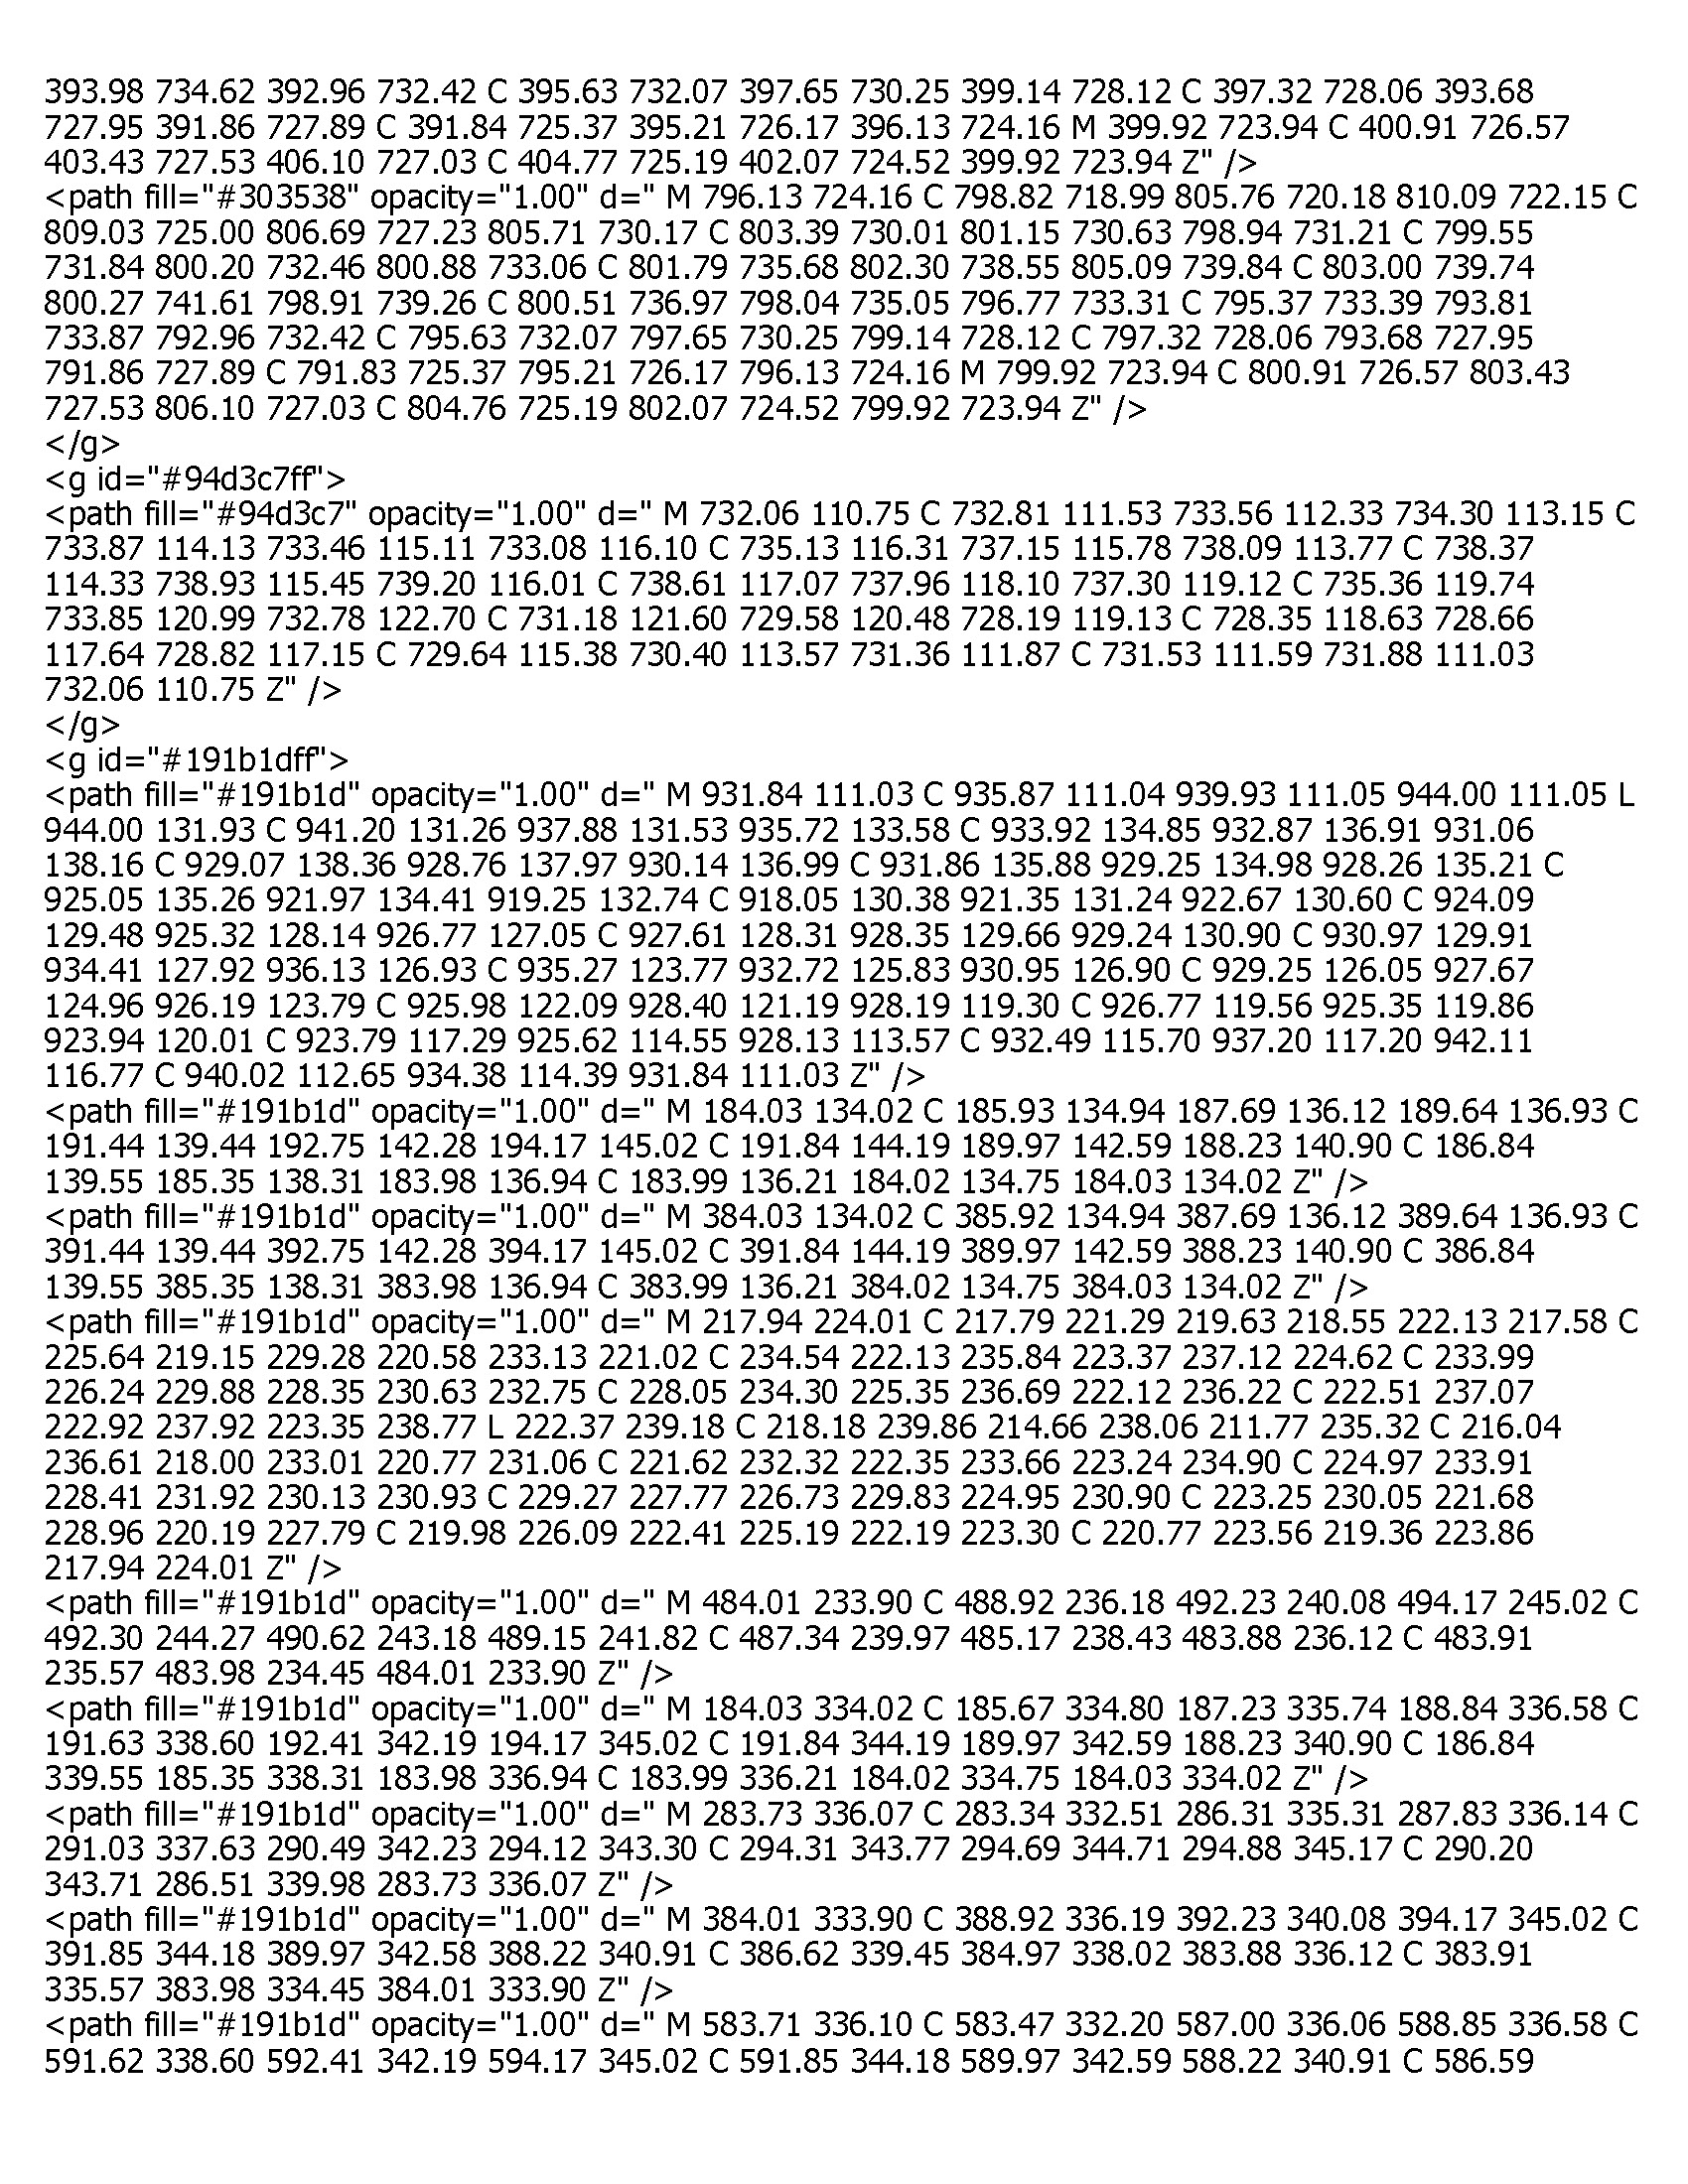 393.98 734.62 392.96 732.42 C 395.63 732.07 397.65 730.25 399.14 728.12 C 397.32 728.06 393.68
727.95 391.86 727.89 C 391.84 725.37 395.21 726.17 396.13 724.16 M 399.92 723.94 C 400.91 726.57
403.43 727.53 406.10 727.03 C 404.77 725.19 402.07 724.52 399.92 723.94 Z" />
<path fill="#303538" opacity="1.00" d=" M 796.13 724.16 C 798.82 718.99 805.76 720.18 810.09 722.15 C
809.03 725.00 806.69 727.23 805.71 730.17 C 803.39 730.01 801.15 730.63 798.94 731.21 C 799.55
731.84 800.20 732.46 800.88 733.06 C 801.79 735.68 802.30 738.55 805.09 739.84 C 803.00 739.74
800.27 741.61 798.91 739.26 C 800.51 736.97 798.04 735.05 796.77 733.31 C 795.37 733.39 793.81
733.87 792.96 732.42 C 795.63 732.07 797.65 730.25 799.14 728.12 C 797.32 728.06 793.68 727.95
791.86 727.89 C 791.83 725.37 795.21 726.17 796.13 724.16 M 799.92 723.94 C 800.91 726.57 803.43
727.53 806.10 727.03 C 804.76 725.19 802.07 724.52 799.92 723.94 Z" />
</g>
<g id="#94d3c7ff">
<path fill="#94d3c7" opacity="1.00" d=" M 732.06 110.75 C 732.81 111.53 733.56 112.33 734.30 113.15 C
733.87 114.13 733.46 115.11 733.08 116.10 C 735.13 116.31 737.15 115.78 738.09 113.77 C 738.37
114.33 738.93 115.45 739.20 116.01 C 738.61 117.07 737.96 118.10 737.30 119.12 C 735.36 119.74
733.85 120.99 732.78 122.70 C 731.18 121.60 729.58 120.48 728.19 119.13 C 728.35 118.63 728.66
117.64 728.82 117.15 C 729.64 115.38 730.40 113.57 731.36 111.87 C 731.53 111.59 731.88 111.03
732.06 110.75 Z" />
</g>
<g id="#191b1dff">
<path fill="#191b1d" opacity="1.00" d=" M 931.84 111.03 C 935.87 111.04 939.93 111.05 944.00 111.05 L
944.00 131.93 C 941.20 131.26 937.88 131.53 935.72 133.58 C 933.92 134.85 932.87 136.91 931.06
138.16 C 929.07 138.36 928.76 137.97 930.14 136.99 C 931.86 135.88 929.25 134.98 928.26 135.21 C
925.05 135.26 921.97 134.41 919.25 132.74 C 918.05 130.38 921.35 131.24 922.67 130.60 C 924.09
129.48 925.32 128.14 926.77 127.05 C 927.61 128.31 928.35 129.66 929.24 130.90 C 930.97 129.91
934.41 127.92 936.13 126.93 C 935.27 123.77 932.72 125.83 930.95 126.90 C 929.25 126.05 927.67
124.96 926.19 123.79 C 925.98 122.09 928.40 121.19 928.19 119.30 C 926.77 119.56 925.35 119.86
923.94 120.01 C 923.79 117.29 925.62 114.55 928.13 113.57 C 932.49 115.70 937.20 117.20 942.11
116.77 C 940.02 112.65 934.38 114.39 931.84 111.03 Z" />
<path fill="#191b1d" opacity="1.00" d=" M 184.03 134.02 C 185.93 134.94 187.69 136.12 189.64 136.93 C
191.44 139.44 192.75 142.28 194.17 145.02 C 191.84 144.19 189.97 142.59 188.23 140.90 C 186.84
139.55 185.35 138.31 183.98 136.94 C 183.99 136.21 184.02 134.75 184.03 134.02 Z" />
<path fill="#191b1d" opacity="1.00" d=" M 384.03 134.02 C 385.92 134.94 387.69 136.12 389.64 136.93 C
391.44 139.44 392.75 142.28 394.17 145.02 C 391.84 144.19 389.97 142.59 388.23 140.90 C 386.84
139.55 385.35 138.31 383.98 136.94 C 383.99 136.21 384.02 134.75 384.03 134.02 Z" />
<path fill="#191b1d" opacity="1.00" d=" M 217.94 224.01 C 217.79 221.29 219.63 218.55 222.13 217.58 C
225.64 219.15 229.28 220.58 233.13 221.02 C 234.54 222.13 235.84 223.37 237.12 224.62 C 233.99
226.24 229.88 228.35 230.63 232.75 C 228.05 234.30 225.35 236.69 222.12 236.22 C 222.51 237.07
222.92 237.92 223.35 238.77 L 222.37 239.18 C 218.18 239.86 214.66 238.06 211.77 235.32 C 216.04
236.61 218.00 233.01 220.77 231.06 C 221.62 232.32 222.35 233.66 223.24 234.90 C 224.97 233.91
228.41 231.92 230.13 230.93 C 229.27 227.77 226.73 229.83 224.95 230.90 C 223.25 230.05 221.68
228.96 220.19 227.79 C 219.98 226.09 222.41 225.19 222.19 223.30 C 220.77 223.56 219.36 223.86
217.94 224.01 Z" />
<path fill="#191b1d" opacity="1.00" d=" M 484.01 233.90 C 488.92 236.18 492.23 240.08 494.17 245.02 C
492.30 244.27 490.62 243.18 489.15 241.82 C 487.34 239.97 485.17 238.43 483.88 236.12 C 483.91
235.57 483.98 234.45 484.01 233.90 Z" />
<path fill="#191b1d" opacity="1.00" d=" M 184.03 334.02 C 185.67 334.80 187.23 335.74 188.84 336.58 C
191.63 338.60 192.41 342.19 194.17 345.02 C 191.84 344.19 189.97 342.59 188.23 340.90 C 186.84
339.55 185.35 338.31 183.98 336.94 C 183.99 336.21 184.02 334.75 184.03 334.02 Z" />
<path fill="#191b1d" opacity="1.00" d=" M 283.73 336.07 C 283.34 332.51 286.31 335.31 287.83 336.14 C
291.03 337.63 290.49 342.23 294.12 343.30 C 294.31 343.77 294.69 344.71 294.88 345.17 C 290.20
343.71 286.51 339.98 283.73 336.07 Z" />
<path fill="#191b1d" opacity="1.00" d=" M 384.01 333.90 C 388.92 336.19 392.23 340.08 394.17 345.02 C
391.85 344.18 389.97 342.58 388.22 340.91 C 386.62 339.45 384.97 338.02 383.88 336.12 C 383.91
335.57 383.98 334.45 384.01 333.90 Z" />
<path fill="#191b1d" opacity="1.00" d=" M 583.71 336.10 C 583.47 332.20 587.00 336.06 588.85 336.58 C
591.62 338.60 592.41 342.19 594.17 345.02 C 591.85 344.18 589.97 342.59 588.22 340.91 C 586.59